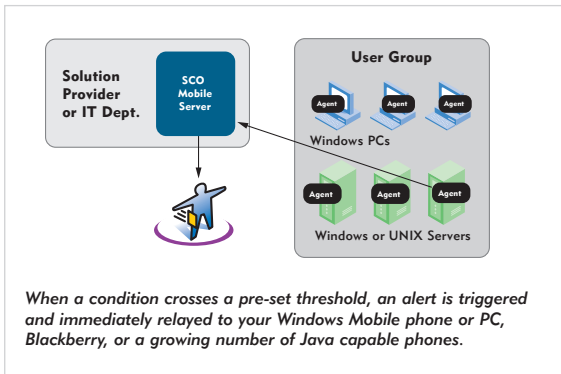 Solution
Provider
or IT Dept.
SCO
Mobile
Server
User Group
Agent
Agent
Agent
Windows PCs
Agent
Agent
Agent
Windows or UNIX Servers
When a condition crosses a pre-set threshold, an alert is triggered
and immediately relayed to your Windows Mobile phone or PC,
Blackberry, or a growing number of Java capable phones.